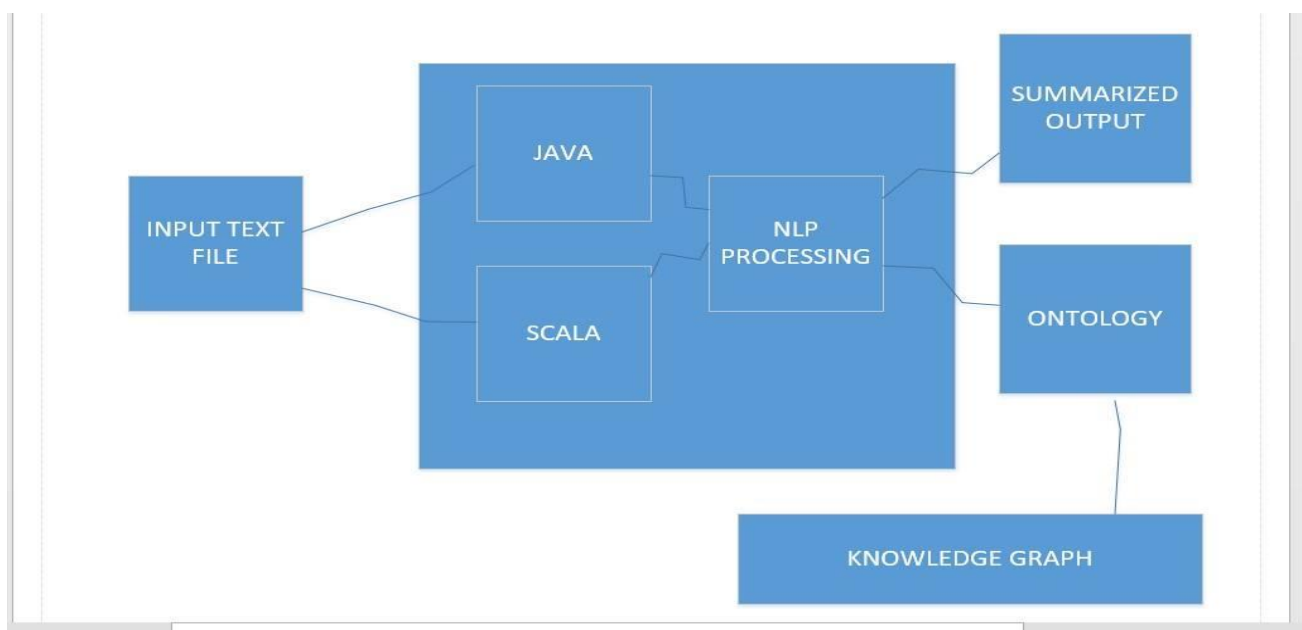 INPUT TEXT
FILE
JAVA
SCALA
NLP
PROCESSING
SUMMARIZED
OUTPUT
ONTOLOGY
KNOWLEDGE GRAPH